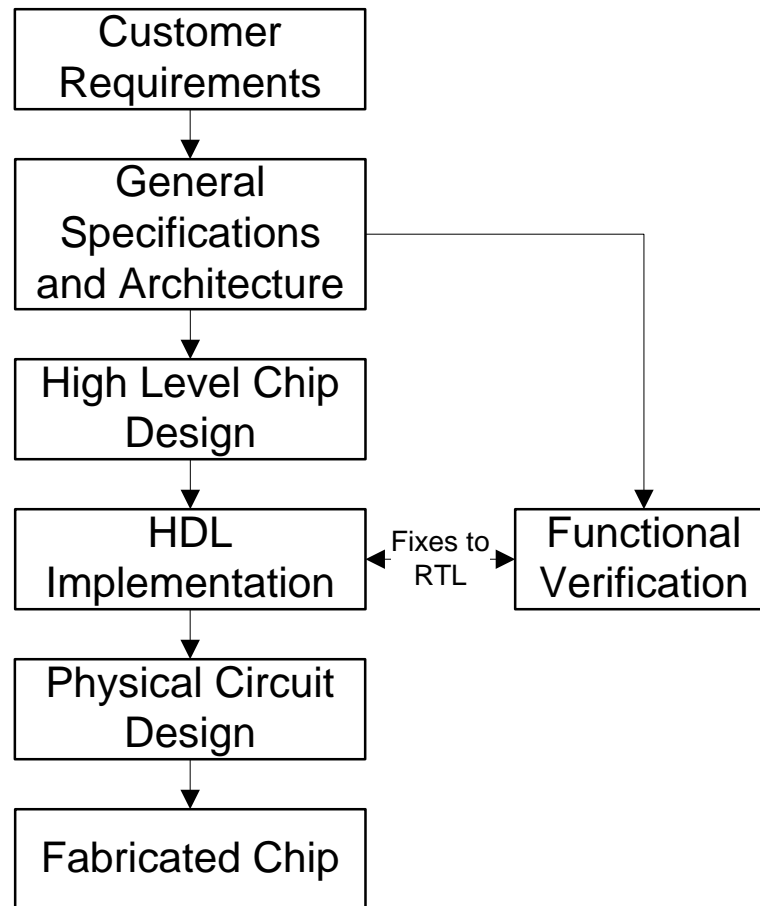 Customer
Requirements
General
Specifications
and Architecture
High Level Chip
Design
HDL
Implementation
Fixes to
RTL
Functional
Verification
Physical Circuit
Design
Fabricated Chip